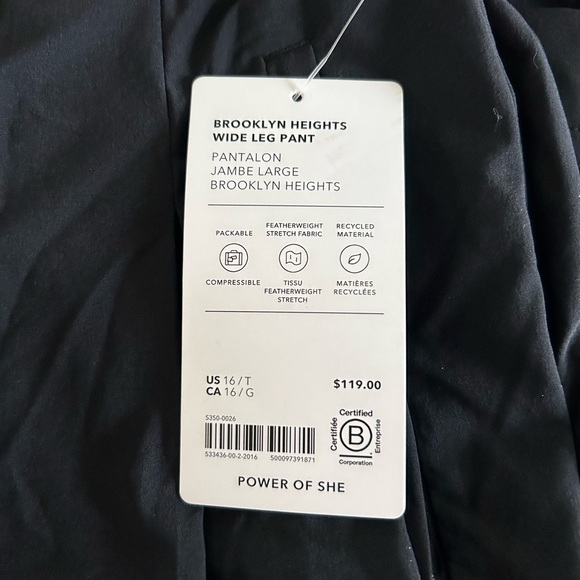 BROOKLYN HEIGHTS
WIDE LEG PANT
PANTALON
JAMBE LARGE
BROOKLYN HEIGHTS
PACKABLE
FEATHERWEIGHT
STRETCH FABRIC
RECYCLED
MATERIAL
COMPRESSIBLE
TISSU
FEATHERWEIGHT
STRETCH
MATIÈRES
RECYCLÉES
US 16/T
CA 16/G
$119.00
S350-0026
533436-00-2-2016 500097391871
Certified
Certifiée
B
Entreprise
Corporation
POWER OF SHE